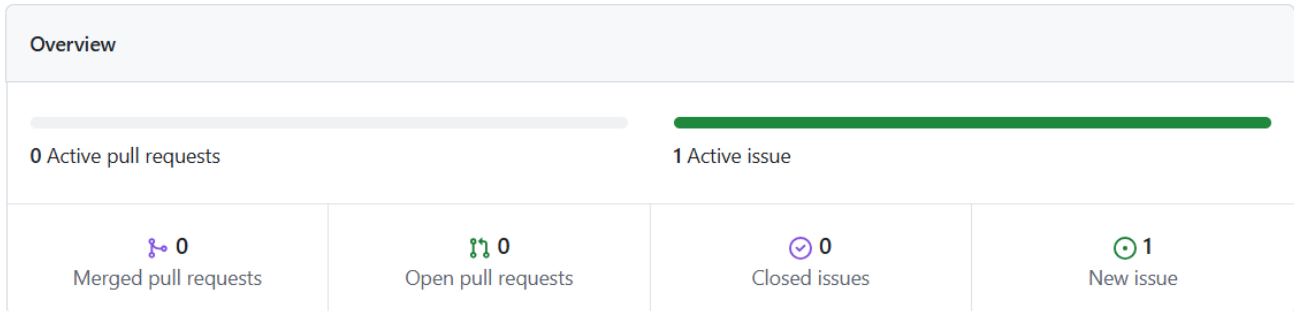 Overview
0 Active pull requests
1 Active issue
0
Merged pull requests
0
Open pull requests
0
Closed issues
1
New issue